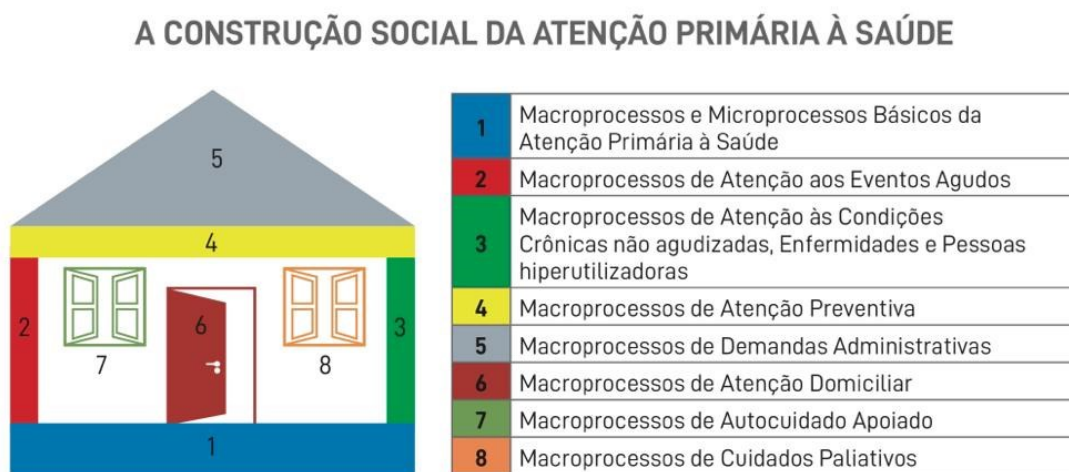 A CONSTRUÇÃO SOCIAL DA ATENÇÃO PRIMÁRIA À SAÚDE
5
4
2
6
3
7
8
1
1
Macroprocessos e Microprocessos Básicos da
Atenção Primária à Saúde
2
Macroprocessos de Atenção aos Eventos Agudos
3
Macroprocessos de Atenção às Condições
Crônicas não agudizadas, Enfermidades e Pessoas
hiperutilizadoras
4
Macroprocessos de Atenção Preventiva
5
Macroprocessos de Demandas Administrativas
6
Macroprocessos de Atenção Domiciliar
7
Macroprocessos de Autocuidado Apoiado
8
Macroprocessos de Cuidados Paliativos